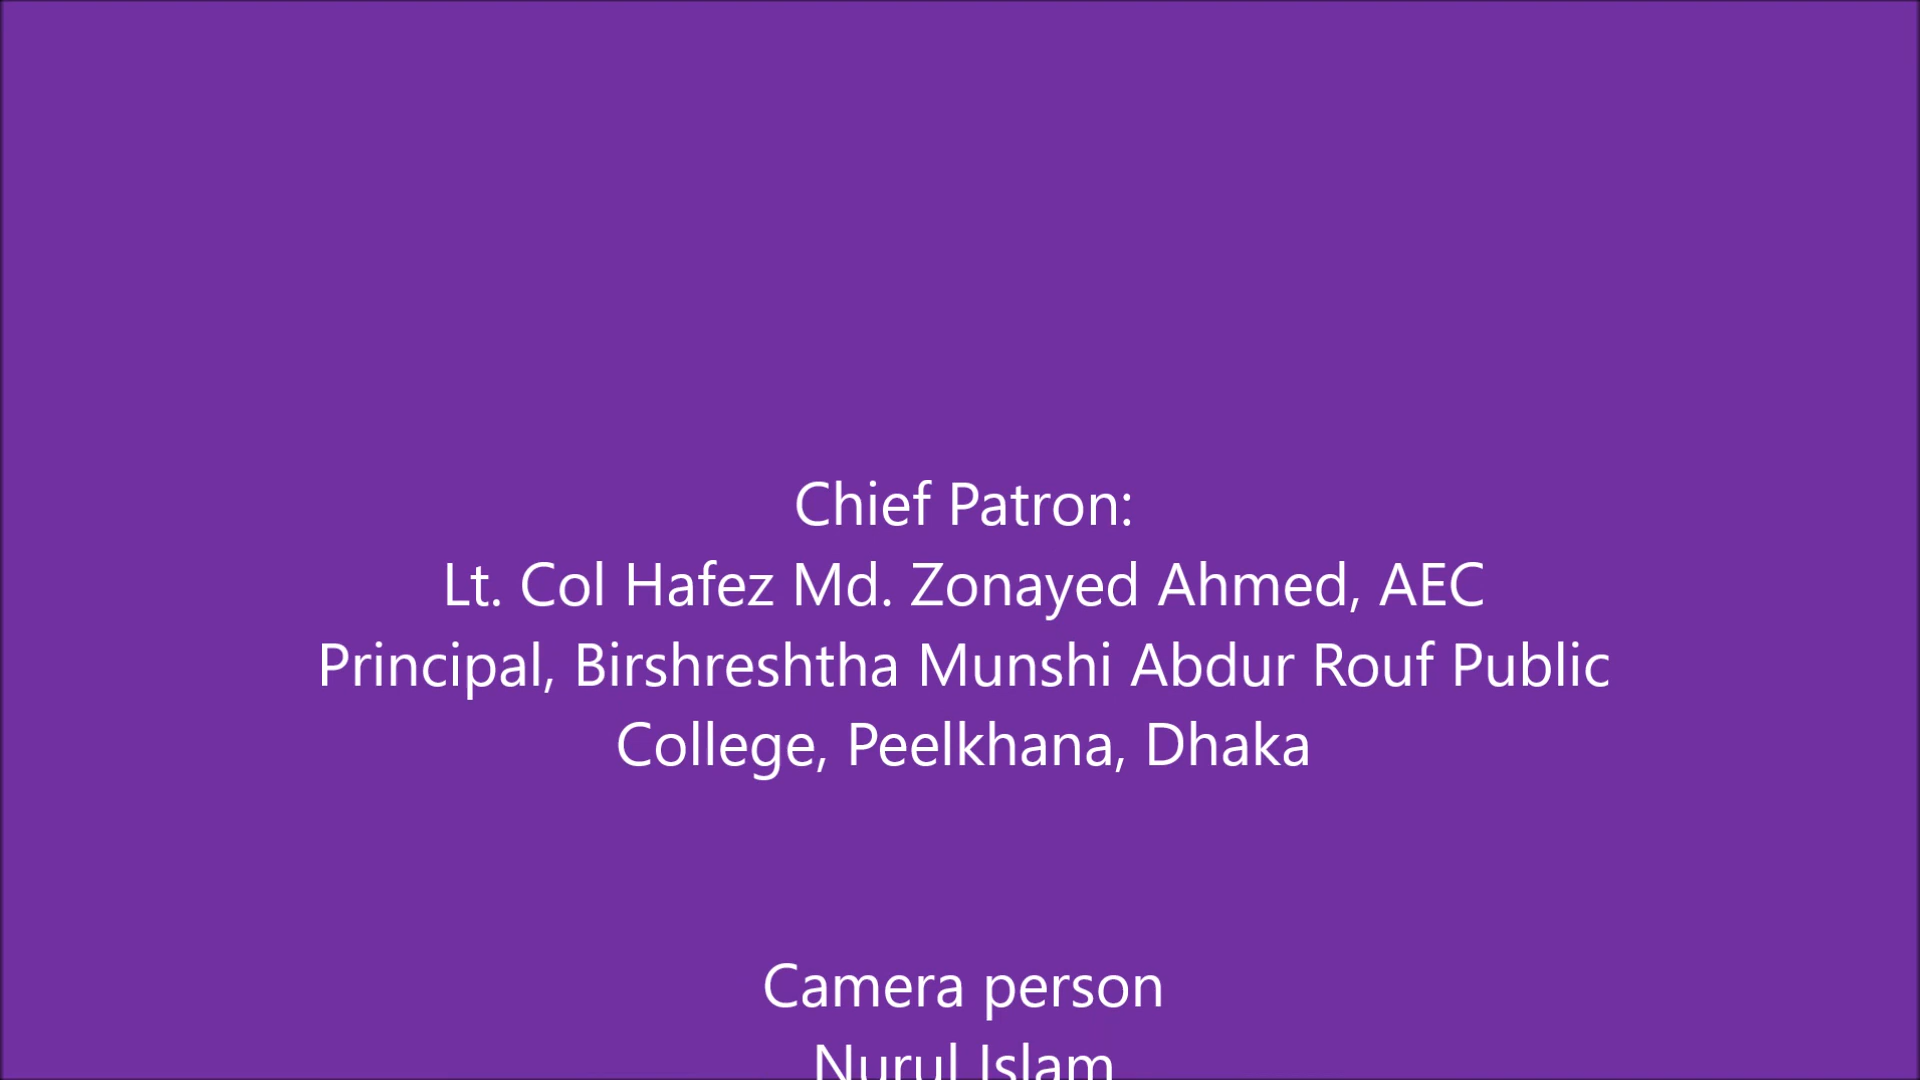 Chief Patron:
Lt. Col Hafez Md. Zonayed Ahmed, AEC
Principal, Birshreshtha Munshi Abdur Rouf Public
College, Peelkhana, Dhaka
Camera person
Nurul Islam